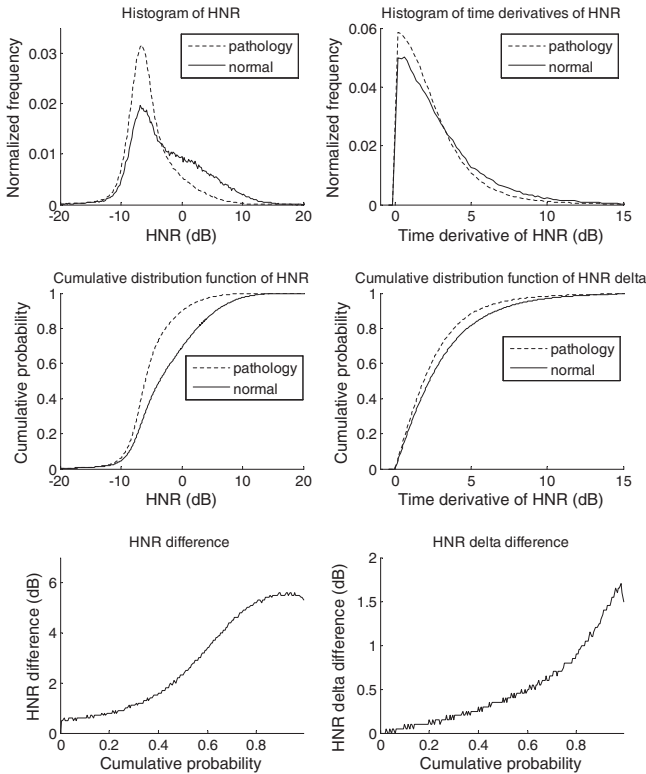 Histogram of HNR
Normalized frequency
0.03
0.02
0.01
0
-20
-10
0
10
20
HNR (dB)
pathology
normal
Histogram of time derivatives of HNR
Normalized frequency
0.06
0.04
0.02
0
0
5
10
15
Time derivative of HNR (dB)
pathology
normal
Cumulative distribution function of HNR
Cumulative probability
1
0.8
0.6
0.4
0.2
0
-20
-10
0
10
20
HNR (dB)
pathology
normal
Cumulative distribution function of HNR delta
Cumulative probability
1
0.8
0.6
0.4
0.2
0
0
5
10
15
Time derivative of HNR (dB)
pathology
normal
HNR difference
HNR difference (dB)
6
4
2
0
0
0.2
0.4
0.6
0.8
Cumulative probability
HNR delta difference
HNR delta difference (dB)
2
1.5
1
0.5
0
0
0.2
0.4
0.6
0.8
Cumulative probability